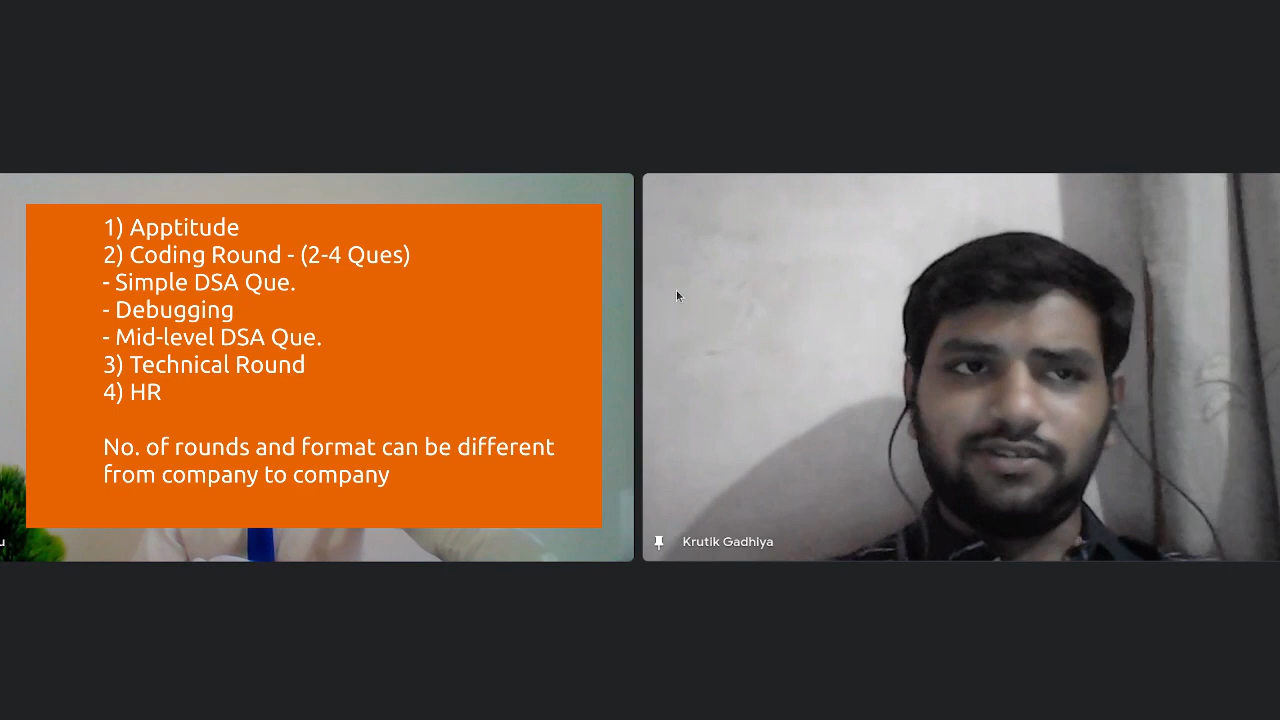 1) Apptitude
2) Coding Round - (2-4 Ques)
- Simple DSA Que.
- Debugging
- Mid-level DSA Que.
3) Technical Round
4) HR
No. of rounds and format can be different
from company to company
u
Krutik Gadhiya